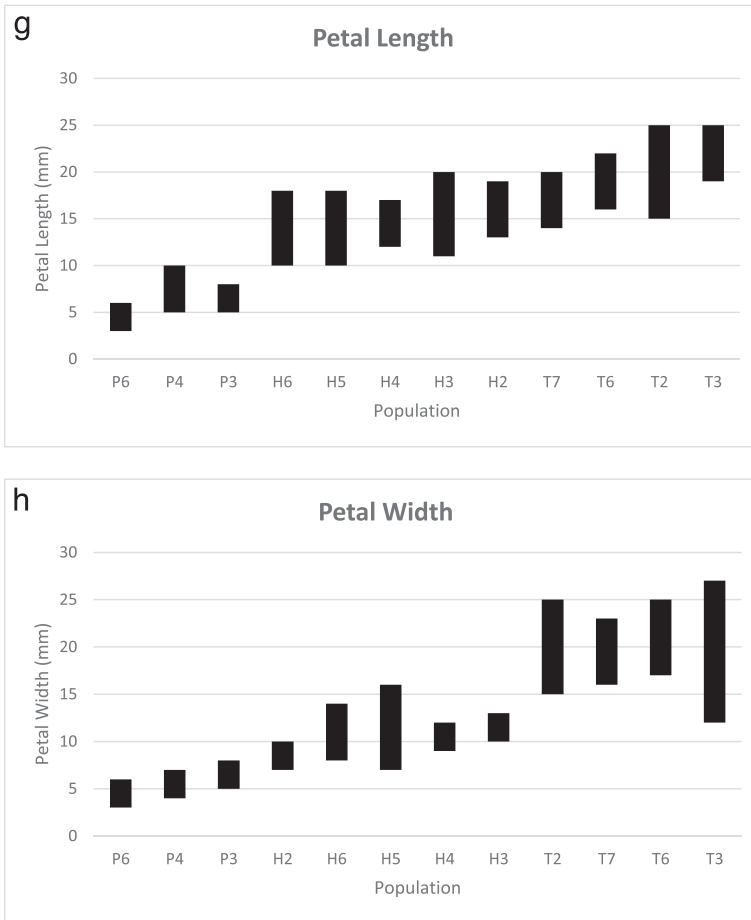 g
Petal Length
30
25
20
15
10
5
0
Petal Length (mm)
P6 P4 P3 H6 H5 H4 H3 H2 T7 T6 T2 T3
Population
h
Petal Width
30
25
20
15
10
5
0
Petal Width (mm)
P6 P4 P3 H2 H6 H5 H4 H3 T2 T7 T6 T3
Population